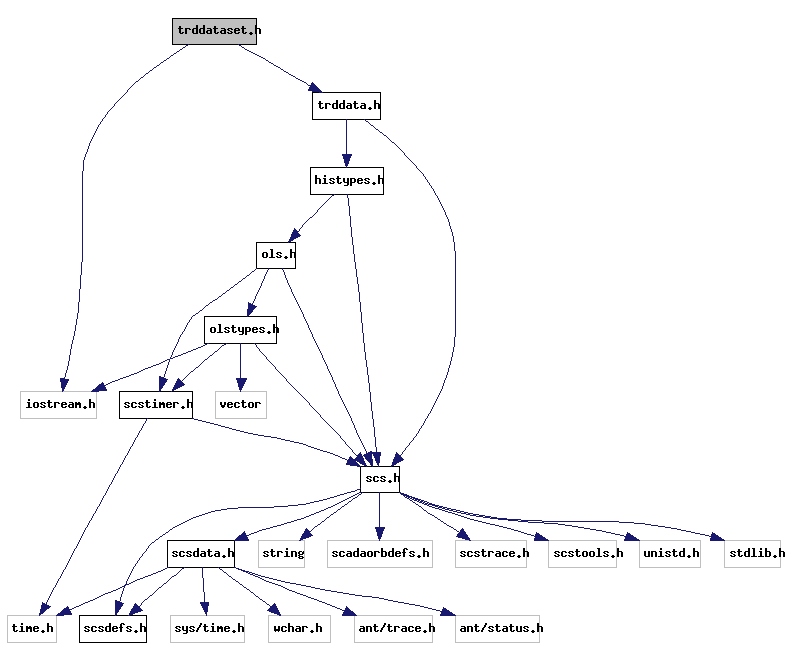 trddataset.h
trddata.h
histypes.h
ols.h
olstypes.h
iostream.h
scstimer.h
vector
scs.h
scsdata.h
string
scadaorbdefs.h
scstrace.h
scstools.h
unistd.h
stdlib.h
time.h
scsdefs.h
sys/time.h
wchar.h
ant/trace.h
ant/status.h